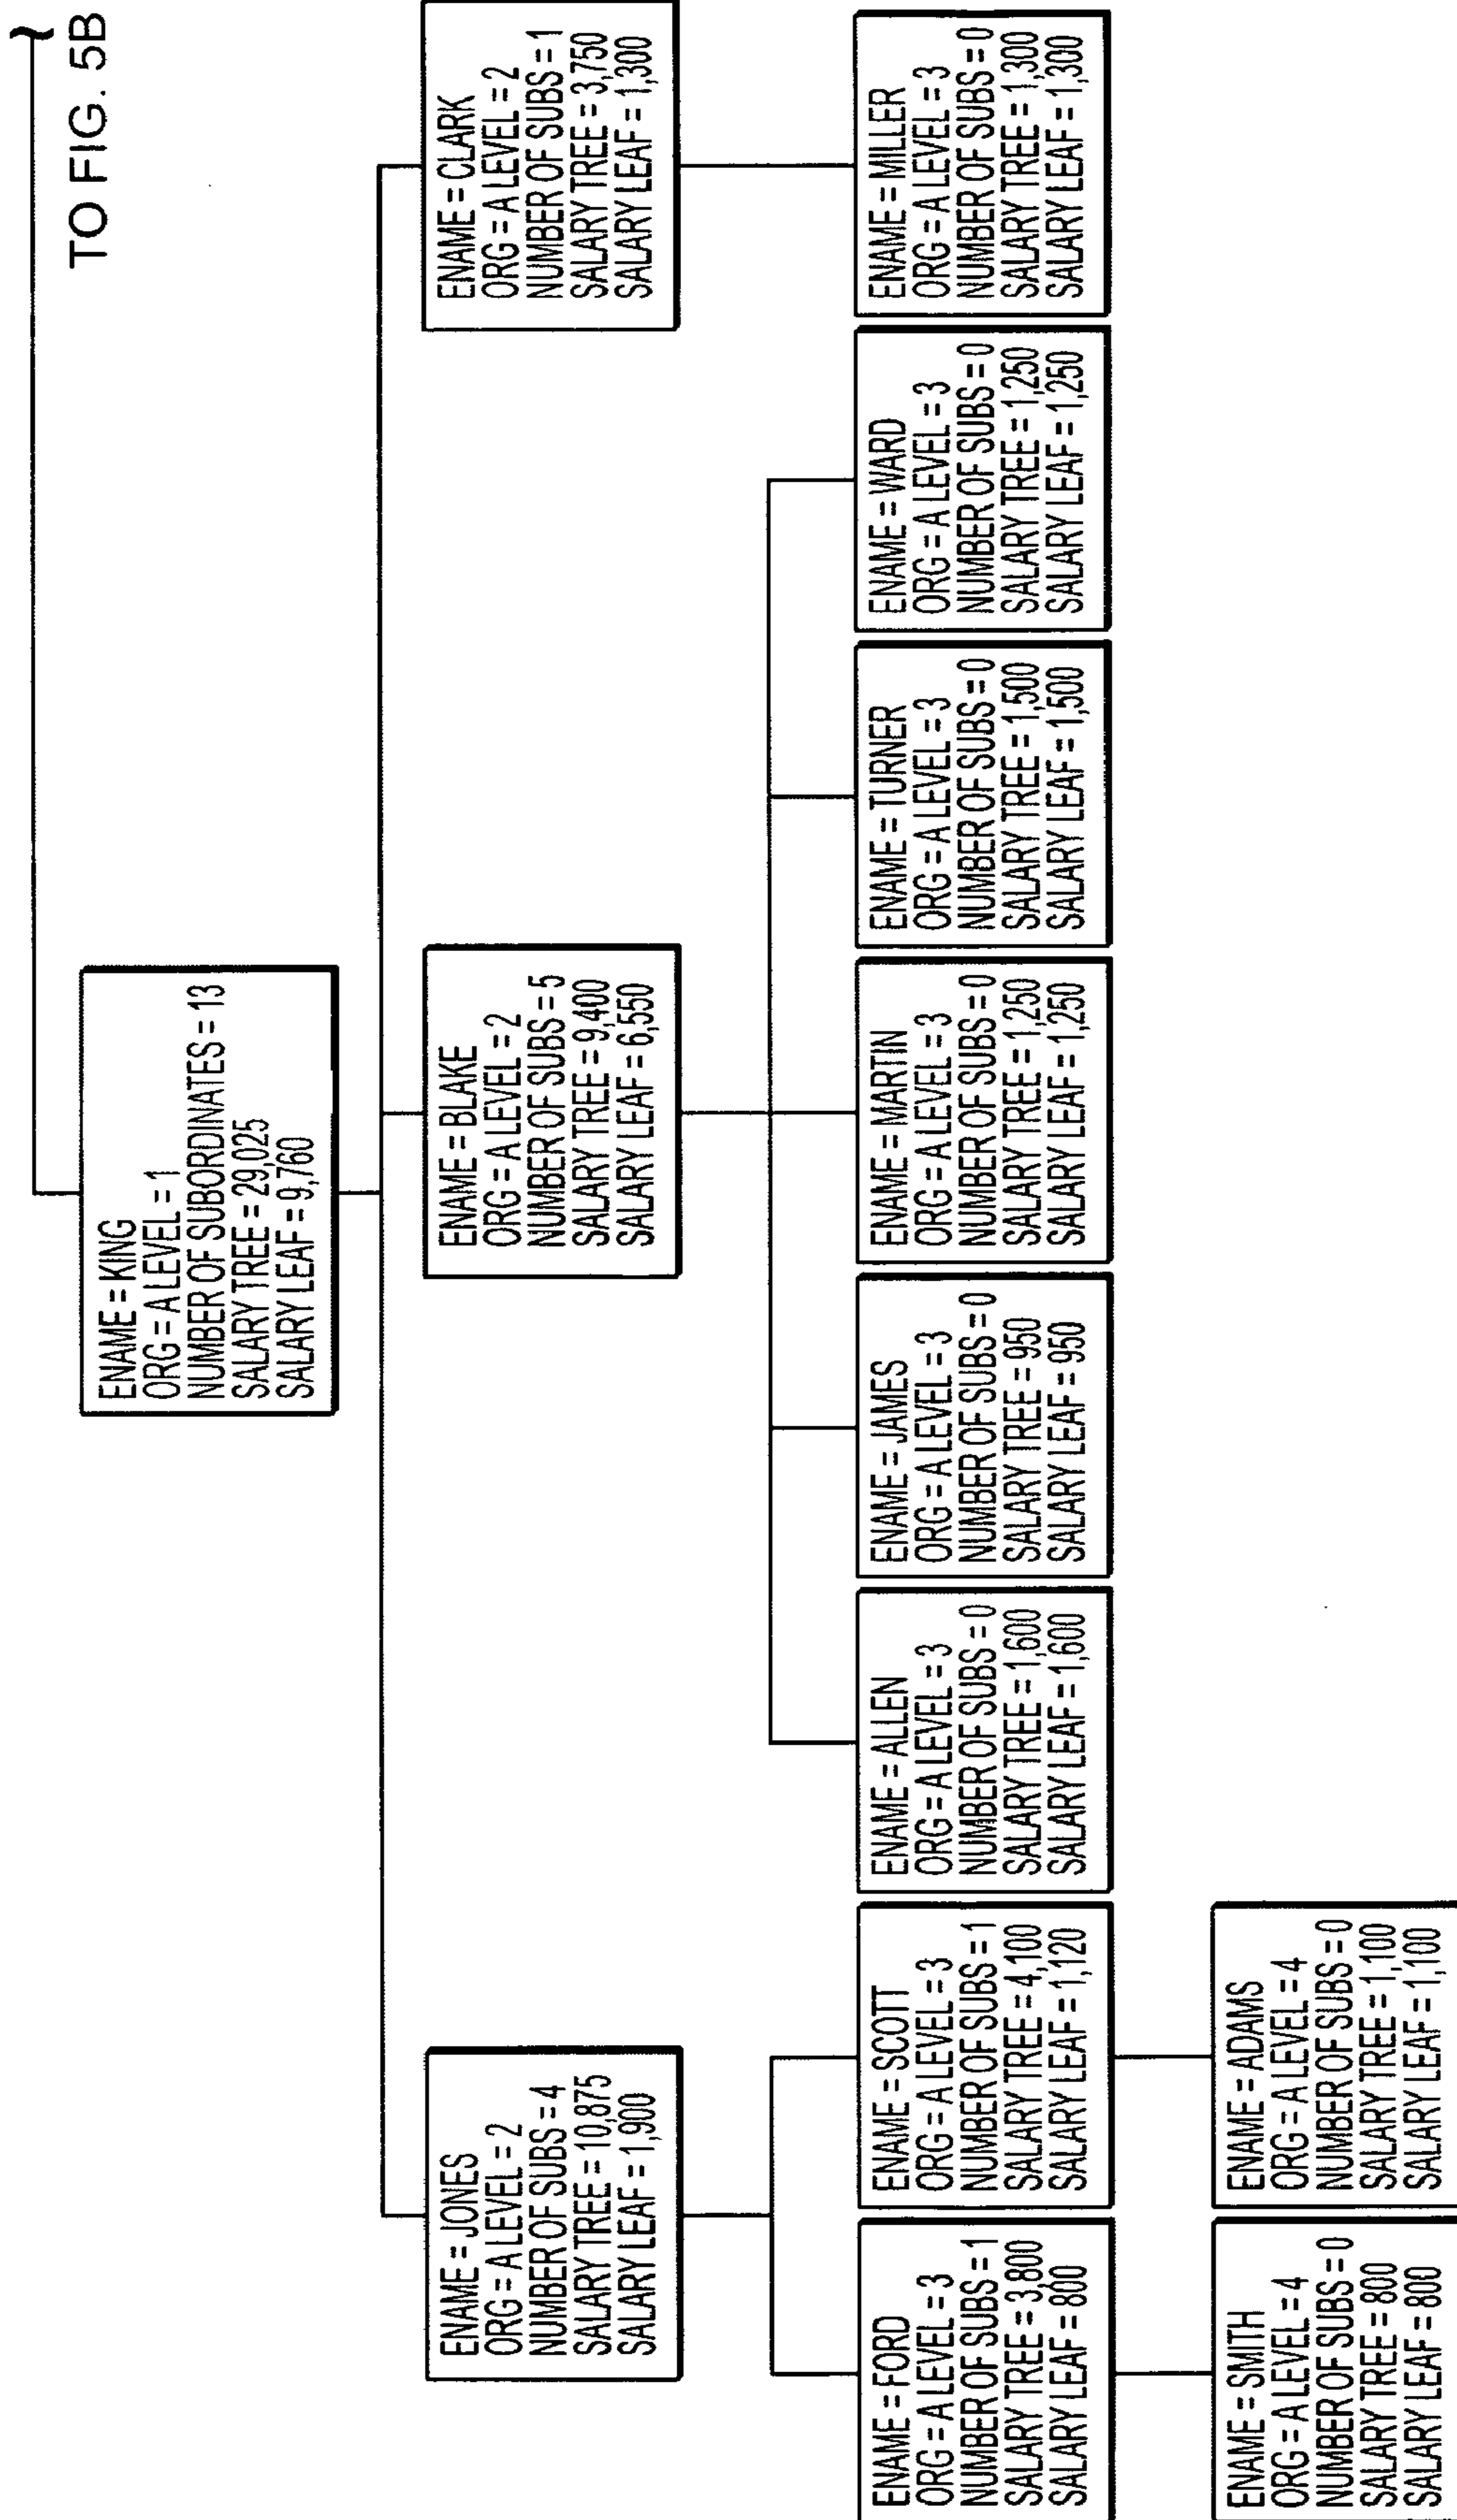 TO FIG. 5B
ENAME = KING
ORG = A LEVEL = 1
NUMBER OF SUBORDINATES = 13
SALARY TREE = 29,025
SALARY LEAF = 9,760
ENAME = JONES
ORG = A LEVEL = 2
NUMBER OF SUBS = 4
SALARY TREE = 10,875
SALARY LEAF = 1,900
ENAME = BLAKE
ORG = A LEVEL = 2
NUMBER OF SUBS = 5
SALARY TREE = 9,400
SALARY LEAF = 6,550
ENAME = CLARK
ORG = A LEVEL = 2
NUMBER OF SUBS = 1
SALARY TREE = 3,750
SALARY LEAF = 1,300
ENAME = FORD
ORG = A LEVEL = 3
NUMBER OF SUBS = 1
SALARY TREE = 3,800
SALARY LEAF = 800
ENAME = SCOTT
ORG = A LEVEL = 3
NUMBER OF SUBS = 1
SALARY TREE = 4,100
SALARY LEAF = 1,120
ENAME = ALLEN
ORG = A LEVEL = 3
NUMBER OF SUBS = 0
SALARY TREE = 1,600
SALARY LEAF = 1,600
ENAME = JAMES
ORG = A LEVEL = 3
NUMBER OF SUBS = 0
SALARY TREE = 950
SALARY LEAF = 950
ENAME = MARTIN
ORG = A LEVEL = 3
NUMBER OF SUBS = 0
SALARY TREE = 1,250
SALARY LEAF = 1,250
ENAME = TURNER
ORG = A LEVEL = 3
NUMBER OF SUBS = 0
SALARY TREE = 1,500
SALARY LEAF = 1,500
ENAME = WARD
ORG = A LEVEL = 3
NUMBER OF SUBS = 0
SALARY TREE = 1,250
SALARY LEAF = 1,250
ENAME = MILLER
ORG = A LEVEL = 3
NUMBER OF SUBS = 0
SALARY TREE = 1,300
SALARY LEAF = 1,300
ENAME = SMITH
ORG = A LEVEL = 4
NUMBER OF SUBS = 0
SALARY TREE = 800
SALARY LEAF = 800
ENAME = ADAMS
ORG = A LEVEL = 4
NUMBER OF SUBS = 0
SALARY TREE = 1,100
SALARY LEAF = 1,100